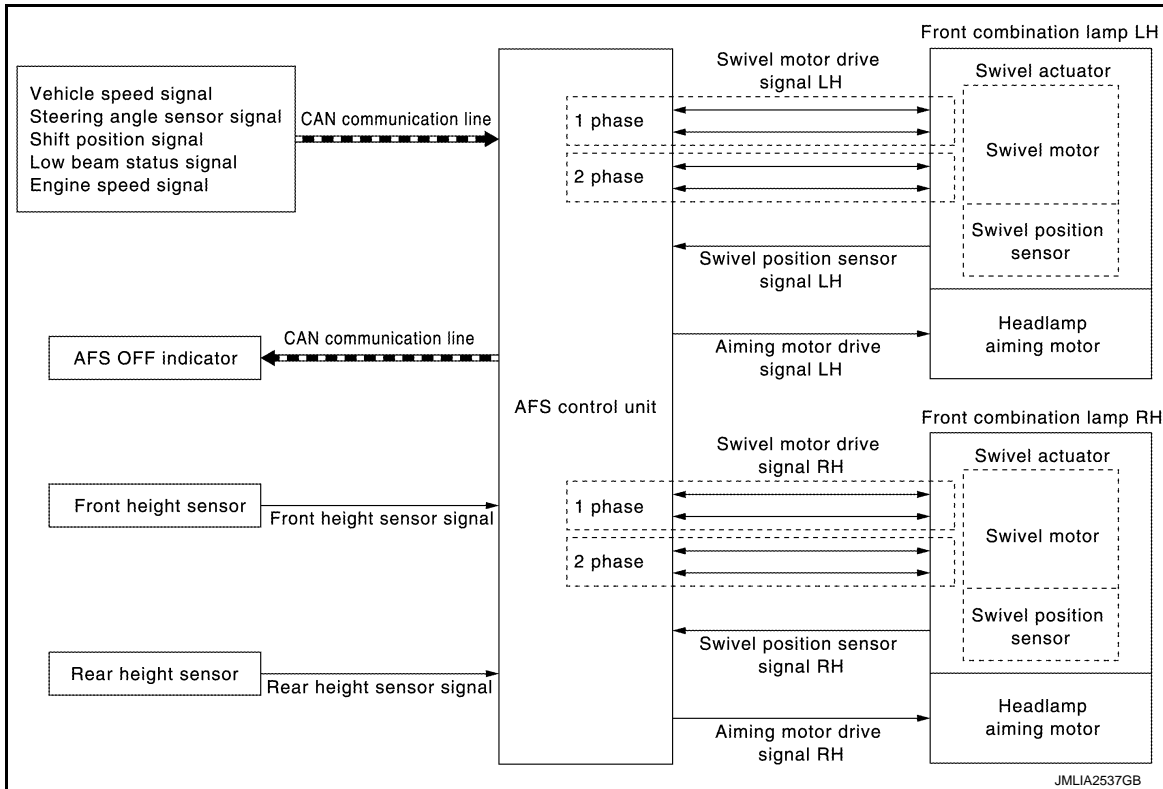 Vehicle speed signal
Steering angle sensor signal
Shift position signal
Low beam status signal
Engine speed signal
CAN communication line
AFS OFF indicator
CAN communication line
Front height sensor
Front height sensor signal
Rear height sensor
Rear height sensor signal
AFS control unit
Front combination lamp LH
Swivel motor drive
signal LH
1 phase
2 phase
Swivel actuator
Swivel motor
Swivel position
sensor
Swivel position sensor
signal LH
Aiming motor drive
signal LH
Headlamp
aiming motor
Front combination lamp RH
Swivel motor drive
signal RH
1 phase
2 phase
Swivel actuator
Swivel motor
Swivel position
sensor
Swivel position sensor
signal RH
Aiming motor drive
signal RH
Headlamp
aiming motor
JMLIA2537GB